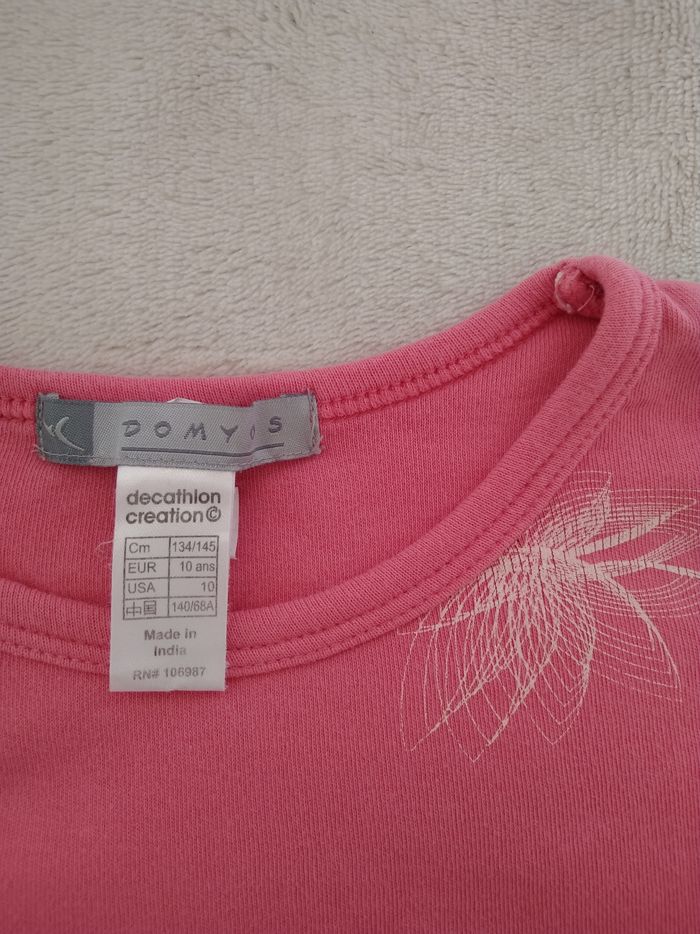 DOMYOS
decathlon
creation©
Cm 134/145
EUR 10 ans
USA 10
中国 140/68A
Made in
India
RN# 106987